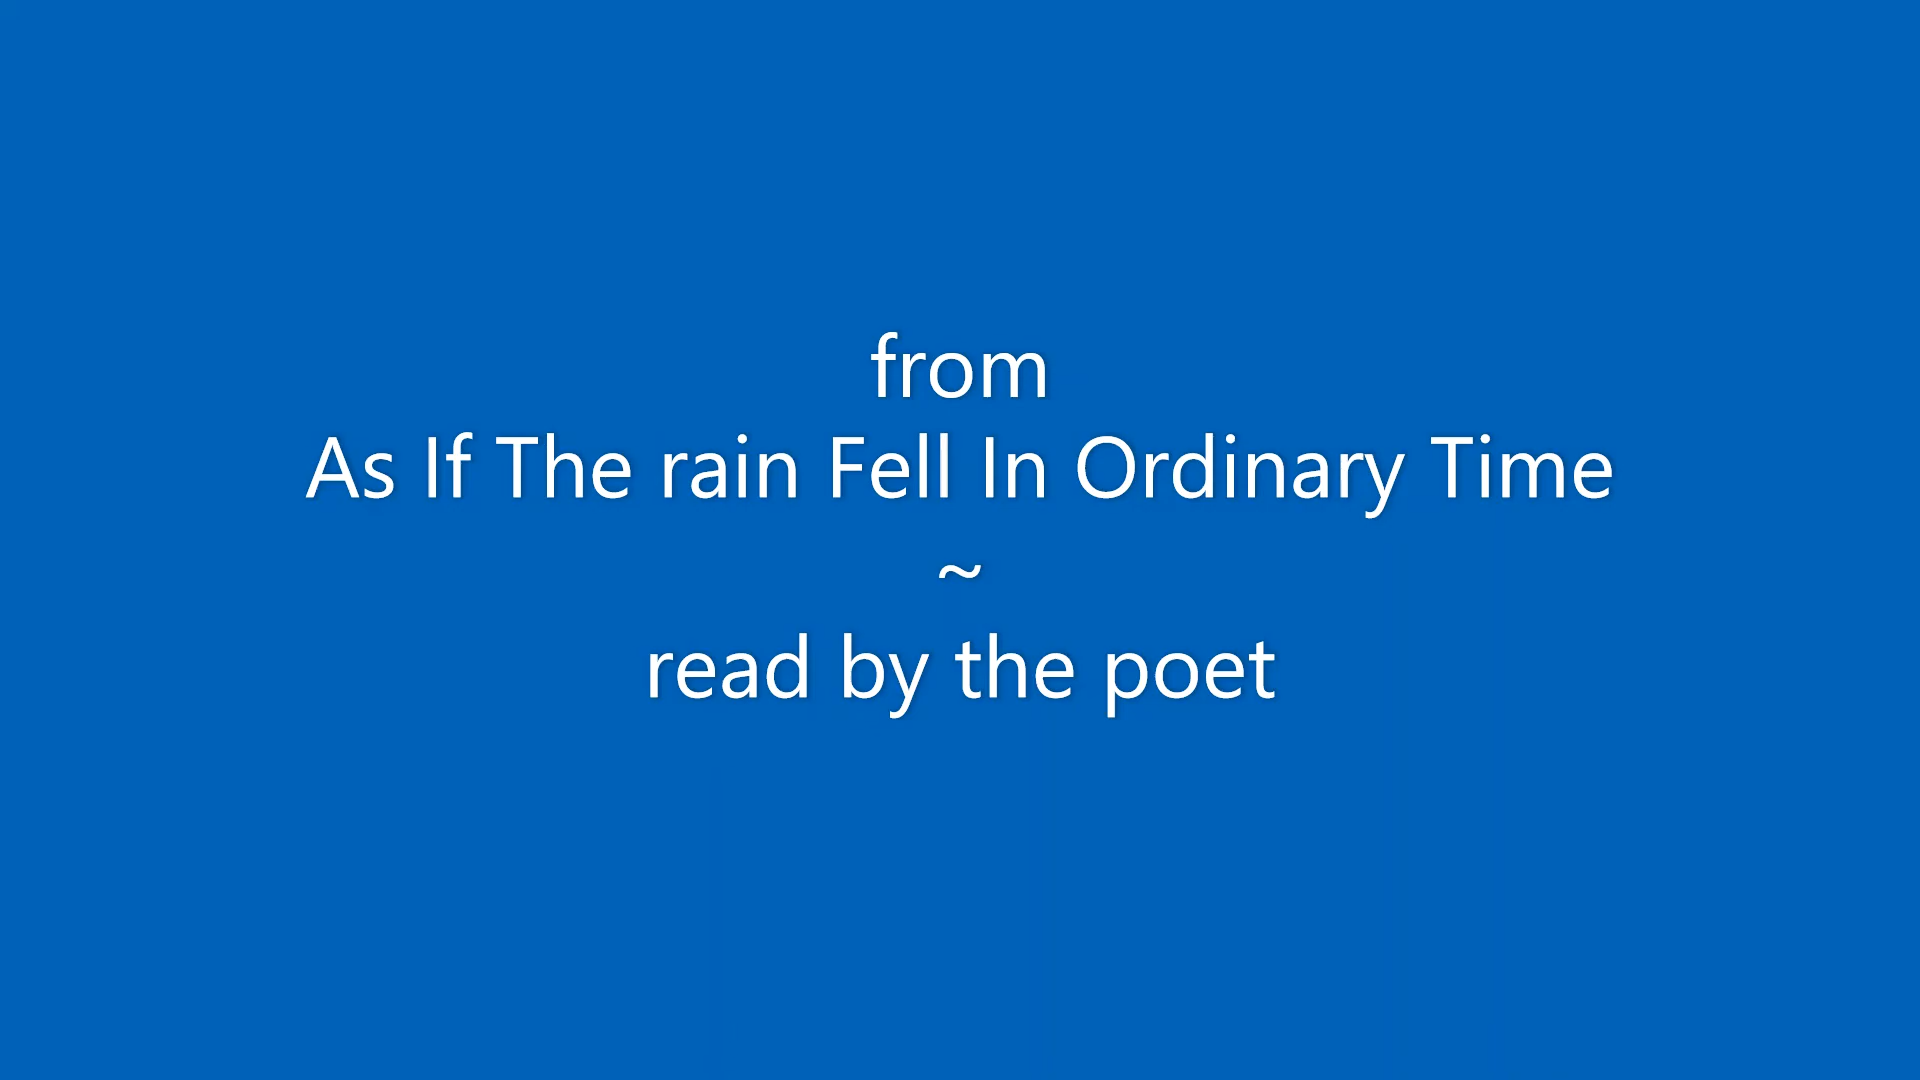 from
As If The rain Fell In Ordinary Time
~
read by the poet